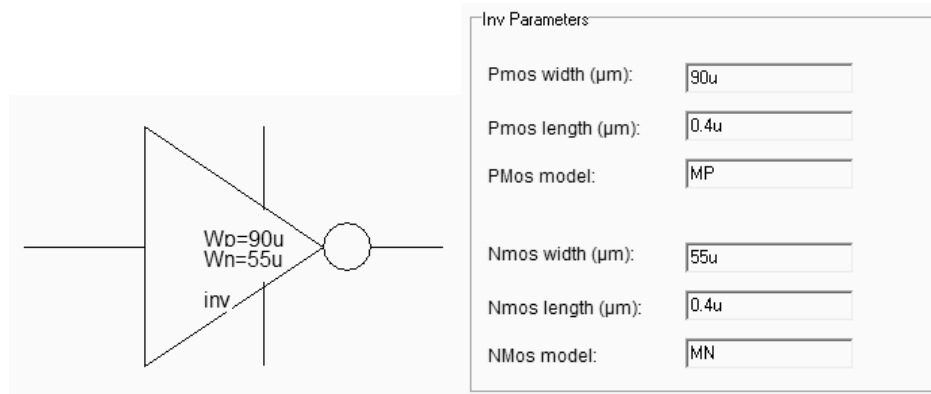 Wp=90u
Wn=55u
inv
Inv Parameters
Pmos width (µm): 90u
Pmos length (µm): 0.4u
PMos model: MP
Nmos width (µm): 55u
Nmos length (µm): 0.4u
NMos model: MN